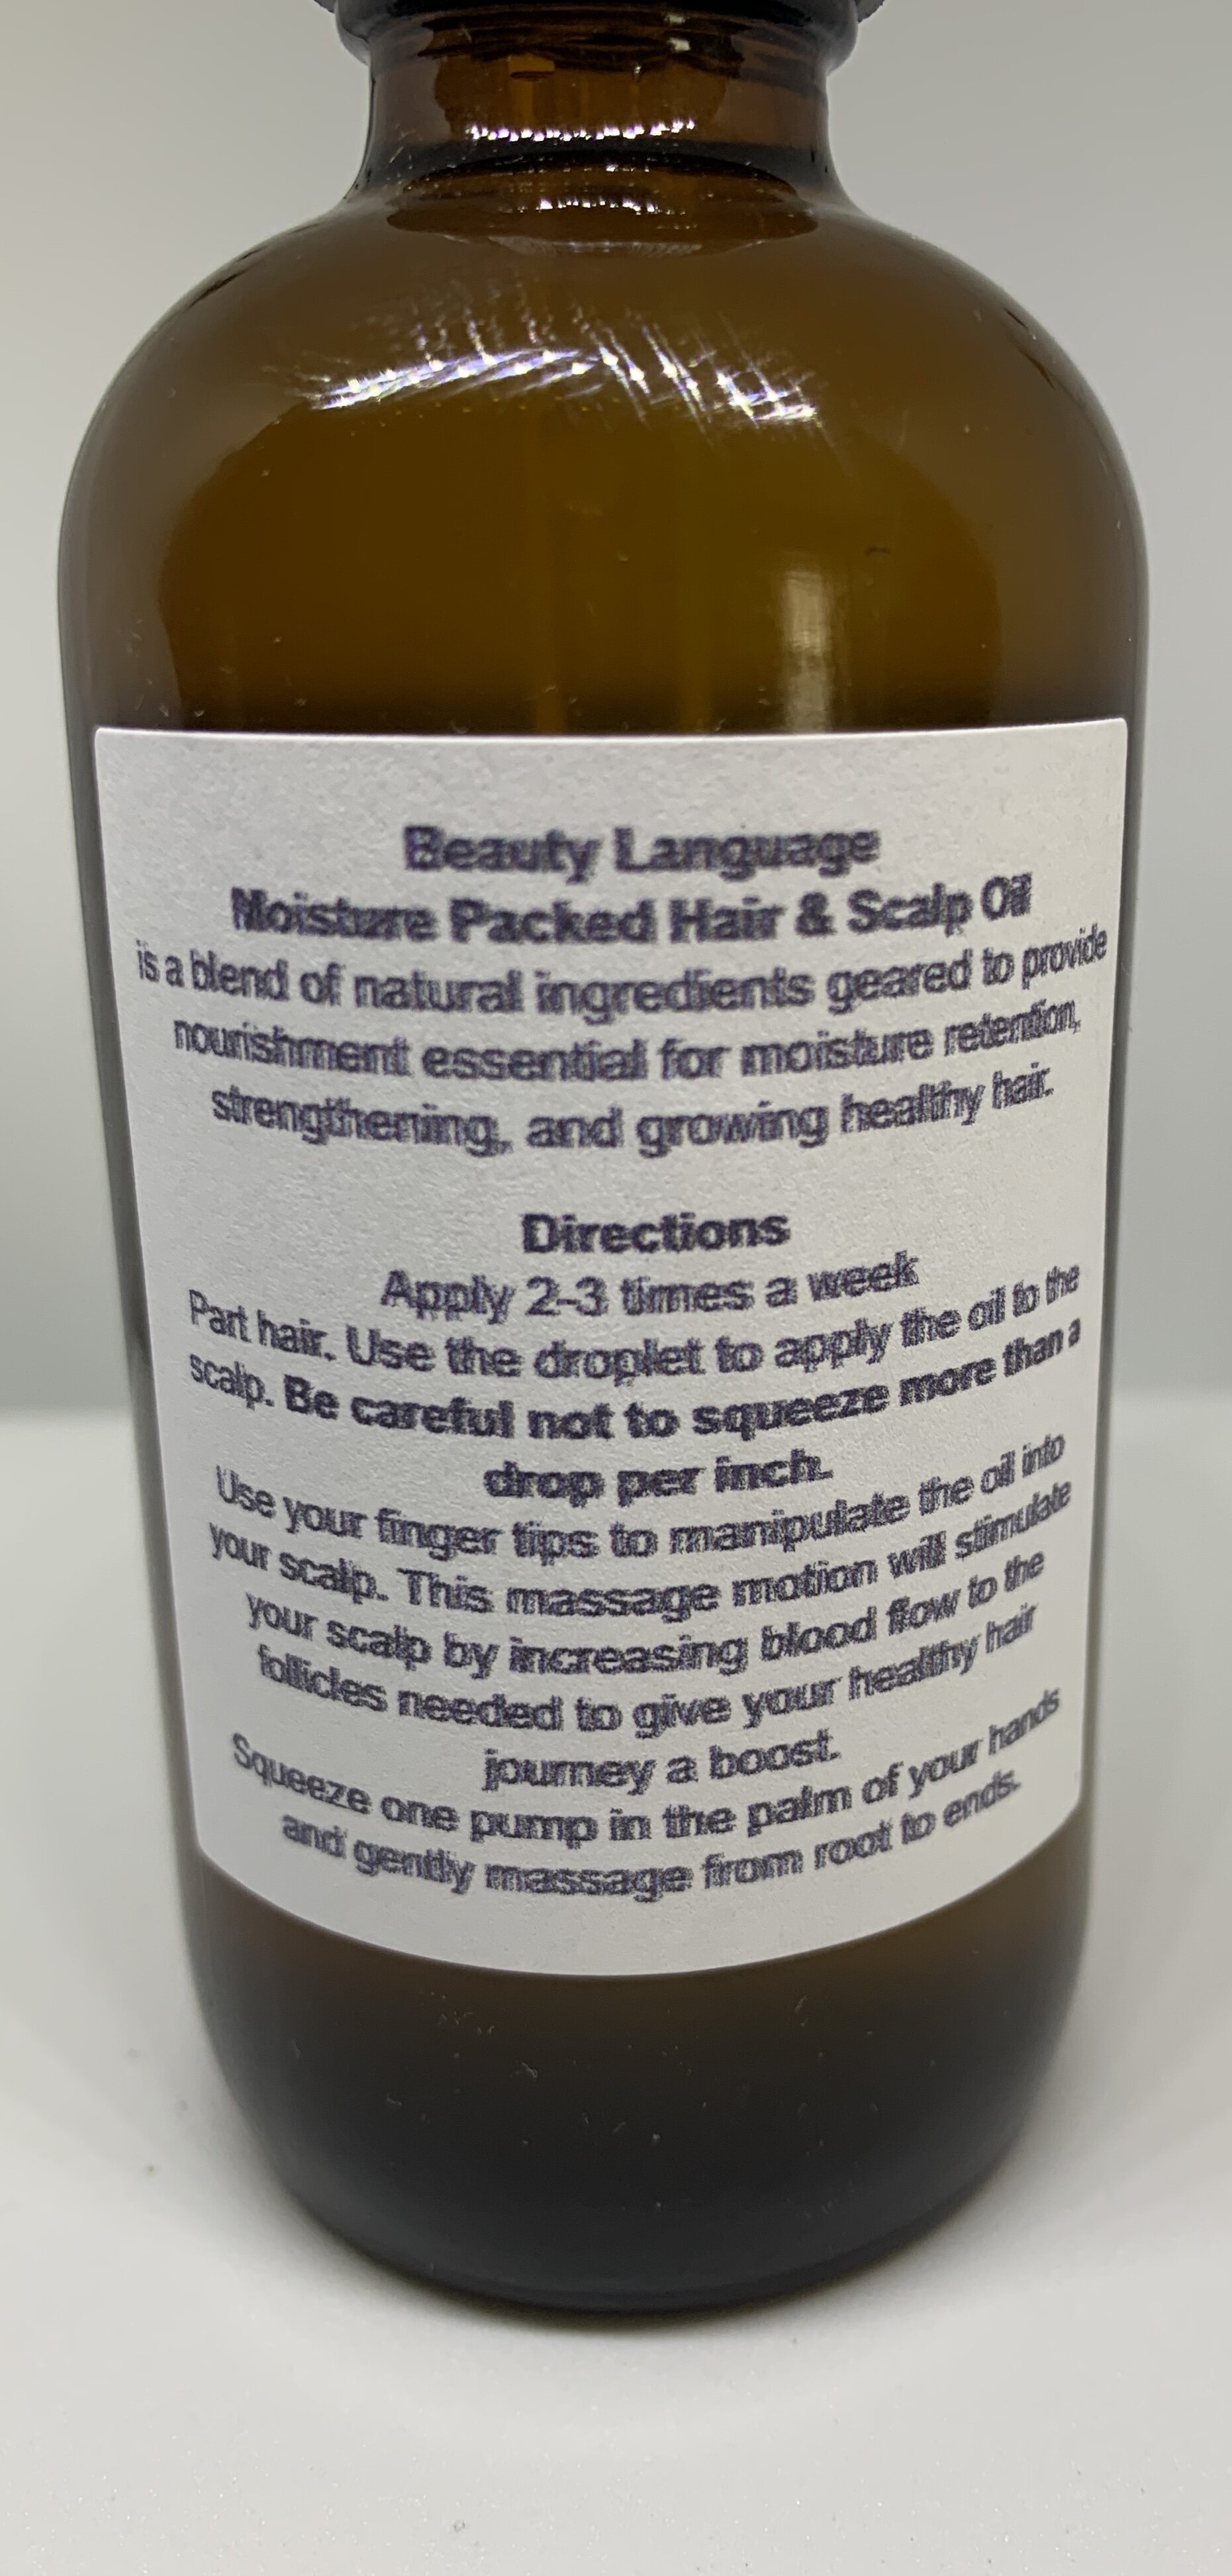 Beauty Language
Moisture Packed Hair & Scalp Oil
is a blend of natural ingredients geared to provide
nourishment essential for moisture retention,
strengthening, and growing healthy hair.
Directions
Apply 2-3 times a week
Part hair. Use the droplet to apply the oil to the
scalp. Be careful not to squeeze more than a
drop per inch.
Use your finger tips to manipulate the oil into
your scalp. This massage motion will stimulate
your scalp by increasing blood flow to the
follicles needed to give your healthy hair
journey a boost.
Squeeze one pump in the palm of your hands
and gently massage from root to ends.